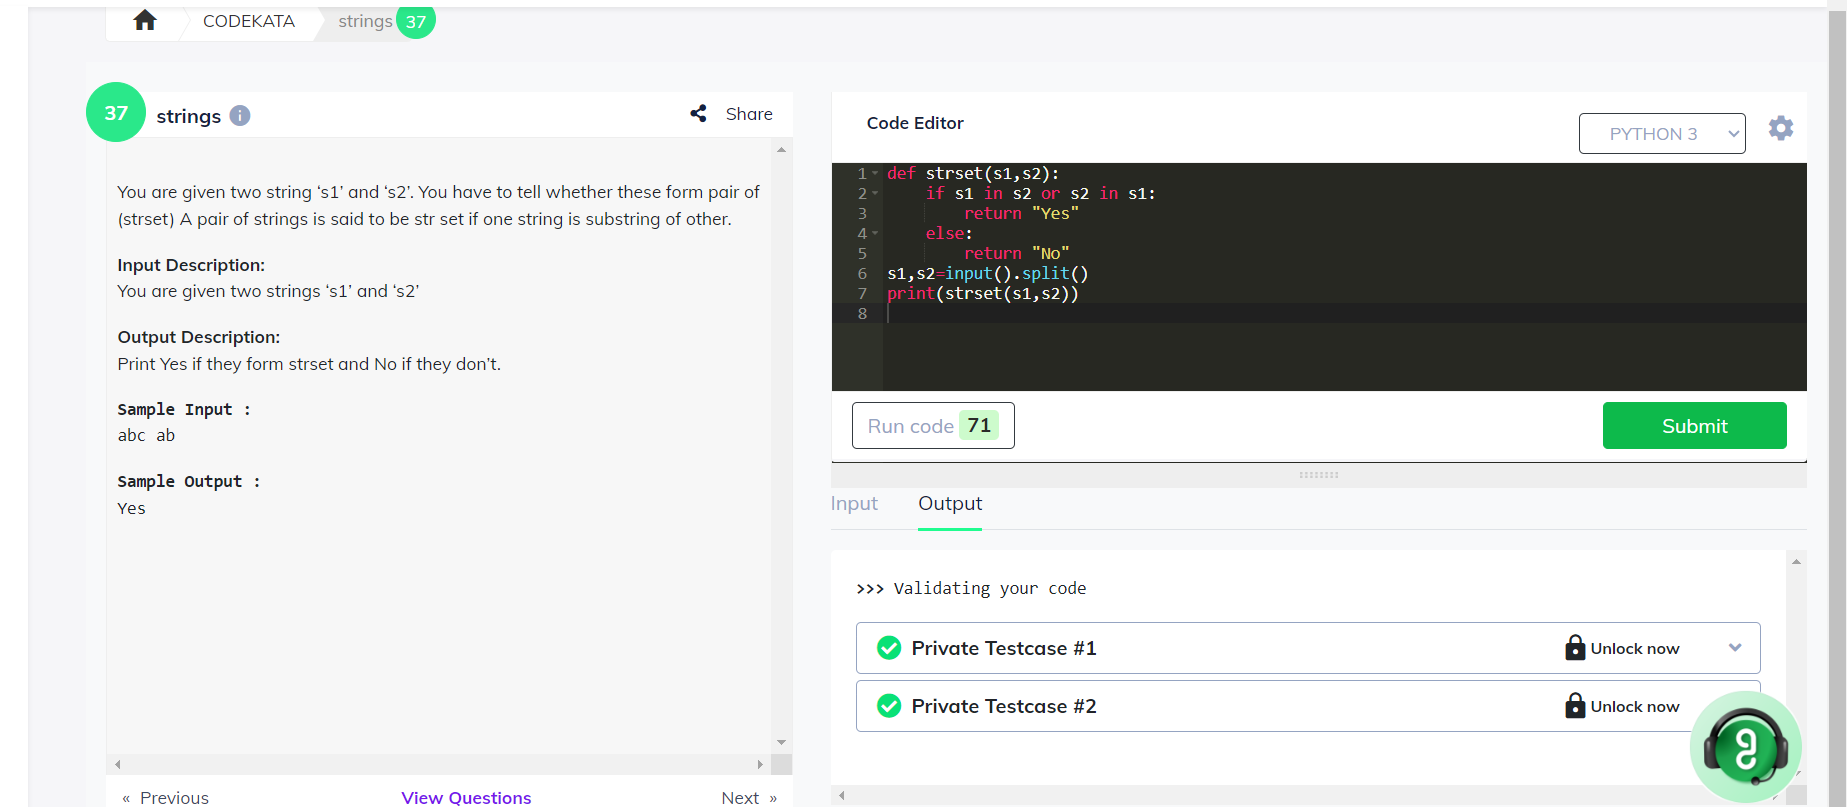 CODEKATA
strings 37
37 strings
Share
You are given two string ‘s1’ and ‘s2’. You have to tell whether these form pair of
(strset) A pair of strings is said to be str set if one string is substring of other.
Input Description:
You are given two strings ‘s1’ and ‘s2’
Output Description:
Print Yes if they form strset and No if they don’t.
Sample Input :
abc ab
Sample Output :
Yes
« Previous
View Questions
Next »
Code Editor
PYTHON 3
1 def strset(s1,s2):
2     if s1 in s2 or s2 in s1:
3         return "Yes"
4     else:
5         return "No"
6 s1,s2=input().split()
7 print(strset(s1,s2))
8
Run code 71
Submit
Input
Output
>>> Validating your code
Private Testcase #1
Unlock now
Private Testcase #2
Unlock now